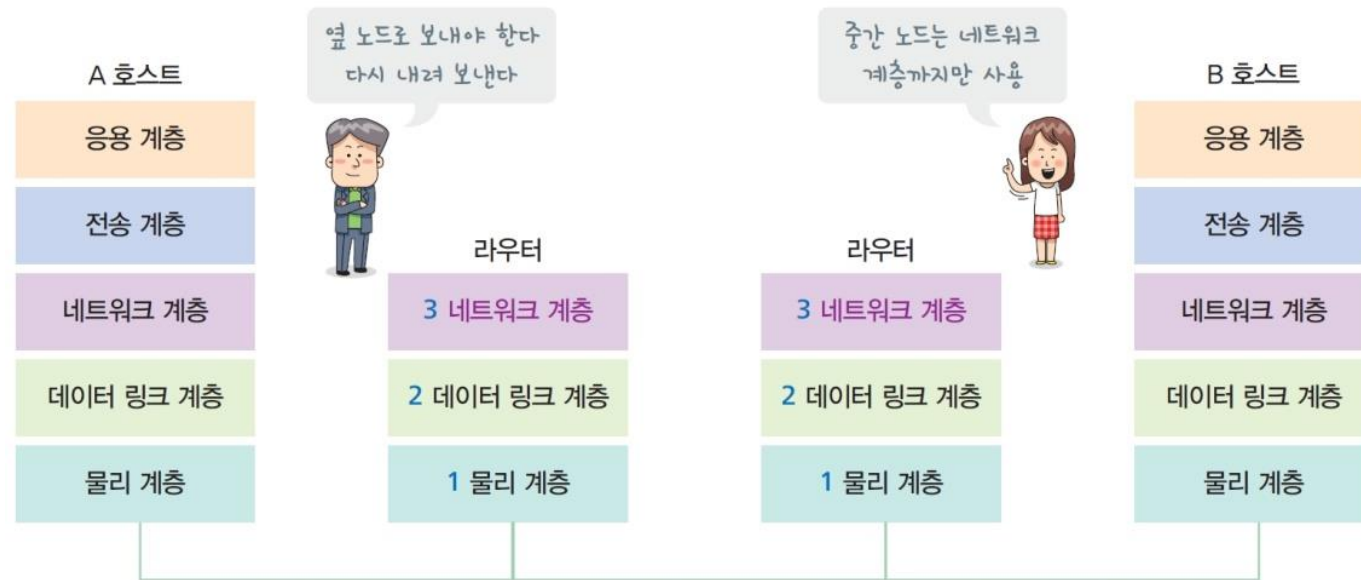 옆 노드로 보내야 한다
다시 내려 보낸다
중간 노드는 네트워크
계층까지만 사용
A 호스트
응용 계층
전송 계층
네트워크 계층
데이터 링크 계층
물리 계층
라우터
3 네트워크 계층
2 데이터 링크 계층
1 물리 계층
라우터
3 네트워크 계층
2 데이터 링크 계층
1 물리 계층
B 호스트
응용 계층
전송 계층
네트워크 계층
데이터 링크 계층
물리 계층